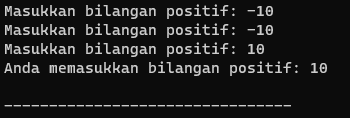 Masukkan bilangan positif: -10
Masukkan bilangan positif: -10
Masukkan bilangan positif: 10
Anda memasukkan bilangan positif: 10
--------------------------------